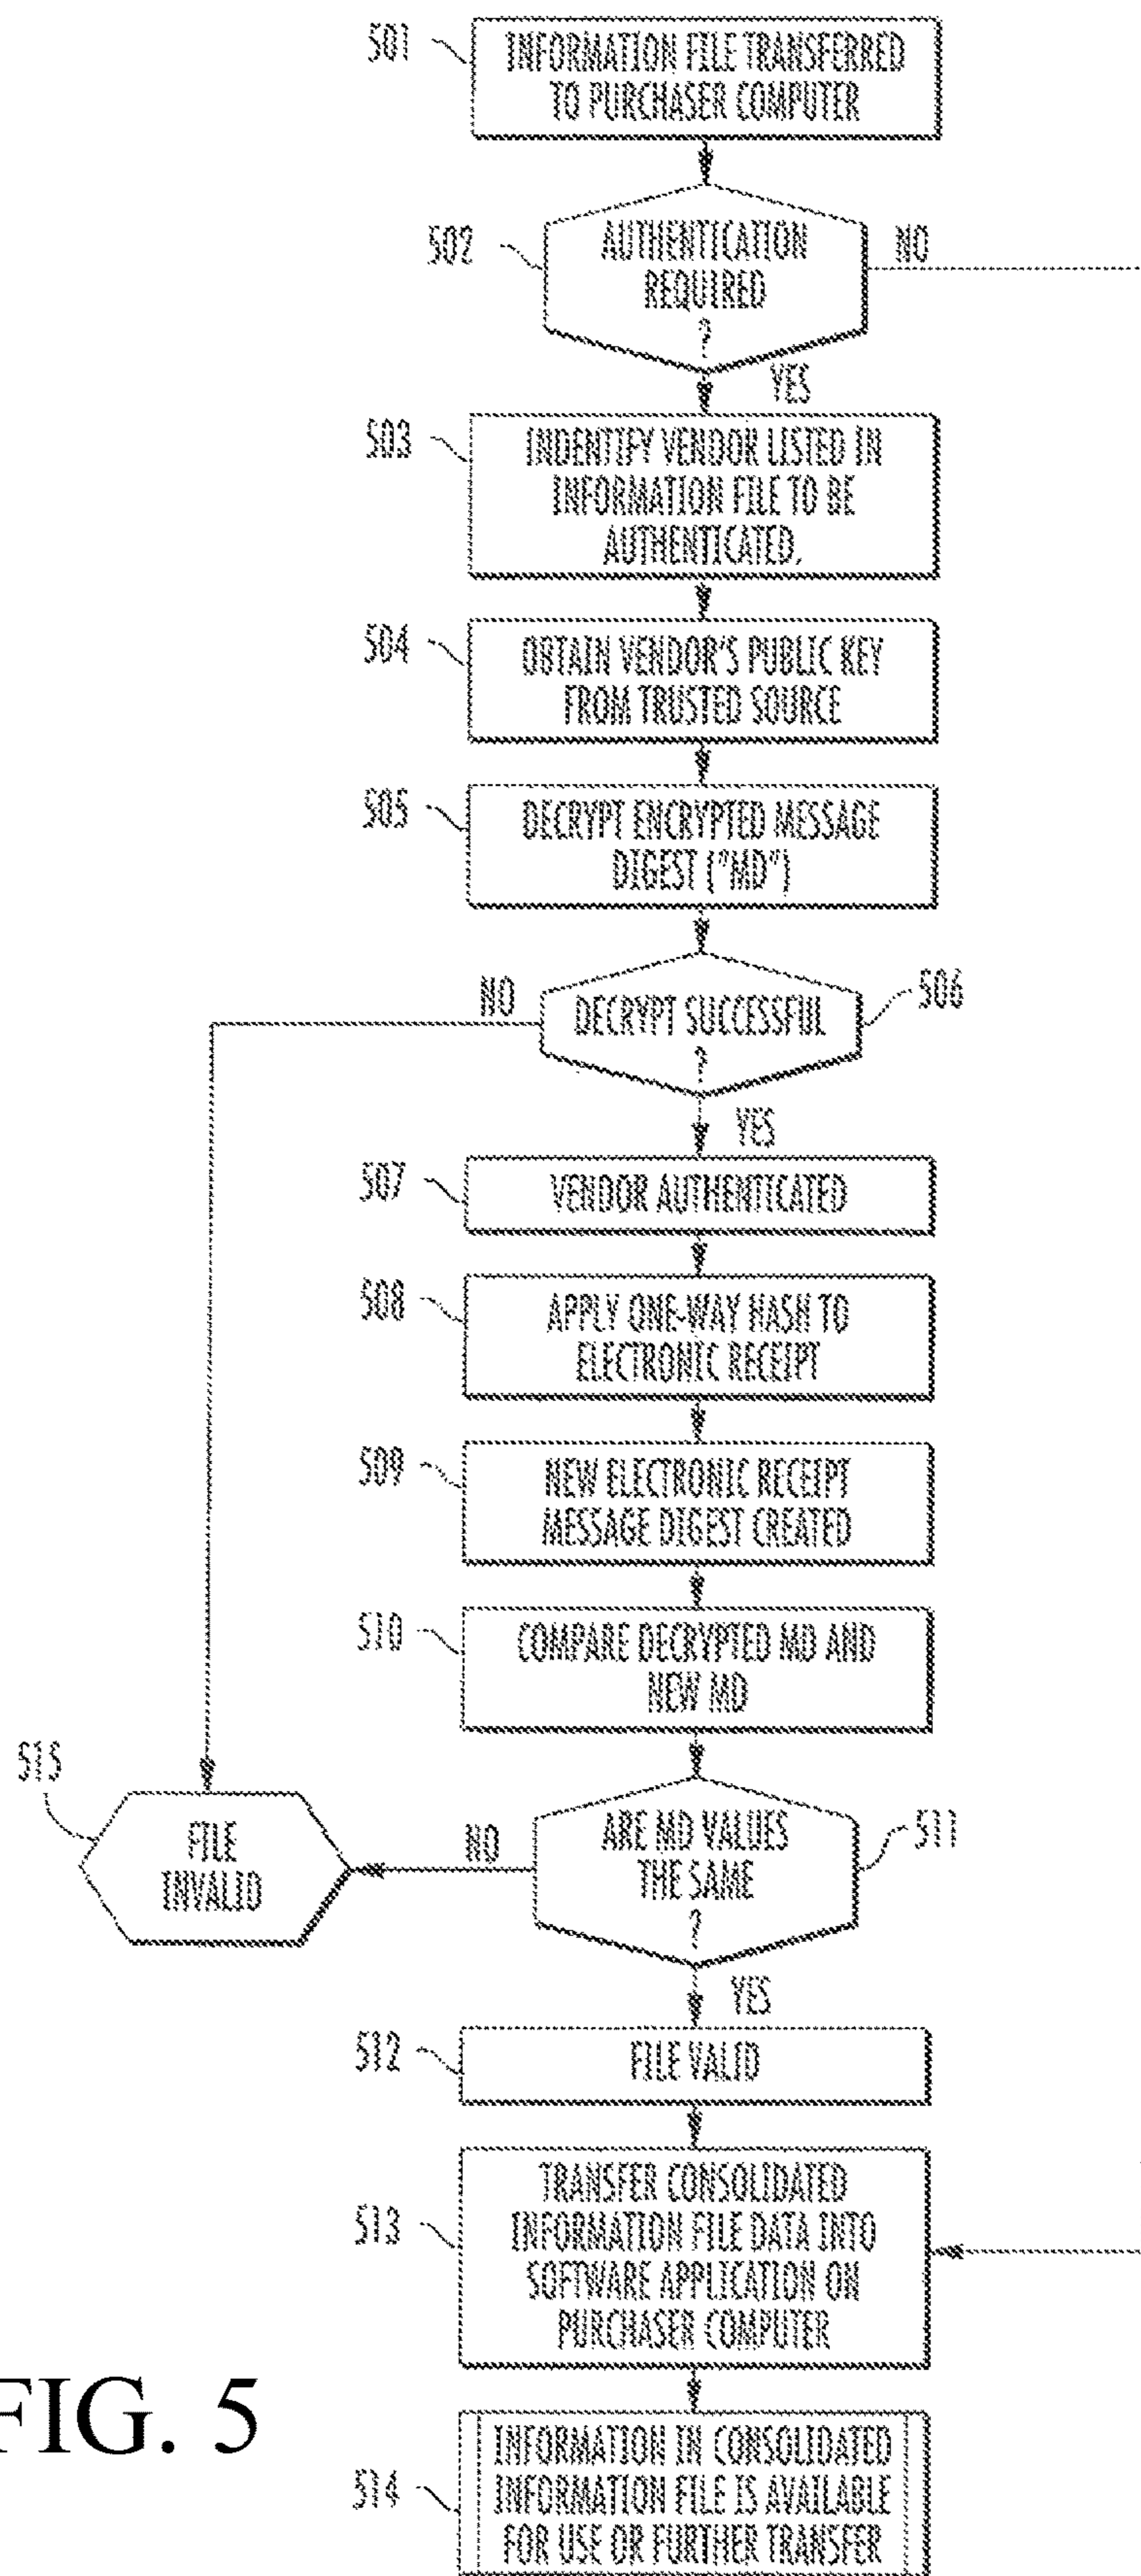 501
INFORMATION FILE TRANSFERRED
TO PURCHASER COMPUTER
502
AUTHENTICATION
REQUIRED
?
NO
YES
503
INDENTIFY VENDOR LISTED IN
INFORMATION FILE TO BE
AUTHENTICATED.
504
OBTAIN VENDOR'S PUBLIC KEY
FROM TRUSTED SOURCE
505
DECRYPT ENCRYPTED MESSAGE
DIGEST ("MD")
506
DECRYPT SUCCESSFUL
?
NO
YES
507
VENDOR AUTHENTICATED
508
APPLY ONE-WAY HASH TO
ELECTRONIC RECEIPT
509
NEW ELECTRONIC RECEIPT
MESSAGE DIGEST CREATED
510
COMPARE DECRYPTED MD AND
NEW MD
511
ARE MD VALUES
THE SAME
?
NO
515
FILE
INVALID
YES
512
FILE VALID
513
TRANSFER CONSOLIDATED
INFORMATION FILE DATA INTO
SOFTWARE APPLICATION ON
PURCHASER COMPUTER
514
INFORMATION IN CONSOLIDATED
INFORMATION FILE IS AVAILABLE
FOR USE OR FURTHER TRANSFER
FIG. 5